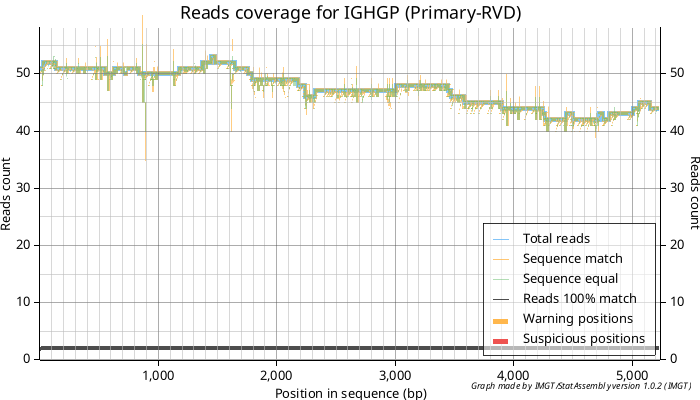 Reads coverage for IGHGP (Primary-RVD)
50
40
30
20
10
0
50
40
30
20
10
0
Reads count
Reads count
Total reads
Sequence match
Sequence equal
Reads 100% match
Warning positions
Suspicious positions
1,000
2,000
3,000
4,000
5,000
Position in sequence (bp)
Graph made by IMGT/StatAssembly version 1.0.2 (IMGT)